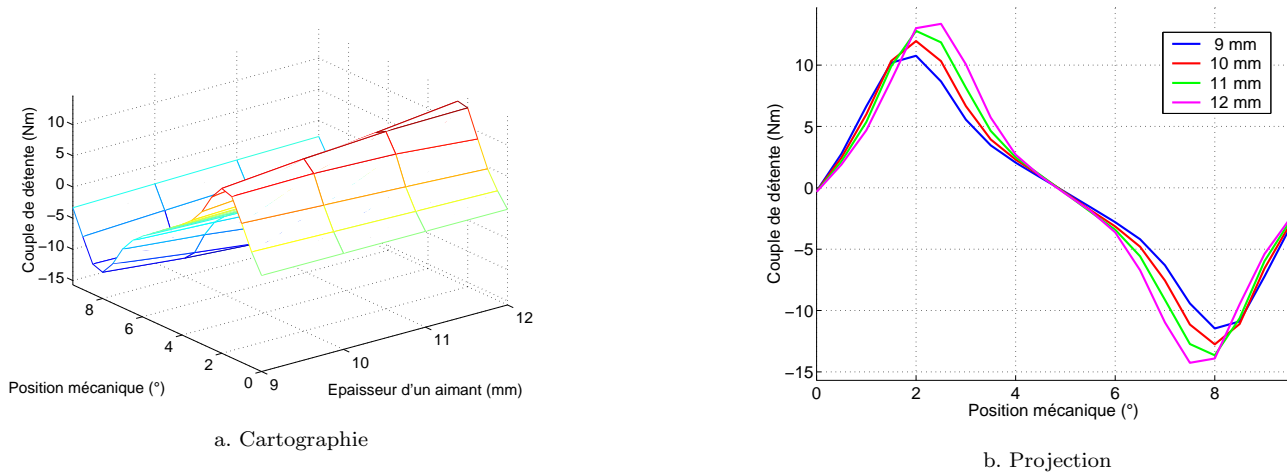 10
5
0
−5
−10
−15
Couple de détente (Nm)
8
6
4
2
0
Position mécanique (°)
9
10
11
12
Epaisseur d'un aimant (mm)
a. Cartographie
10
5
0
−5
−10
−15
Couple de détente (Nm)
0
2
4
6
8
Position mécanique (°)
9 mm
10 mm
11 mm
12 mm
b. Projection